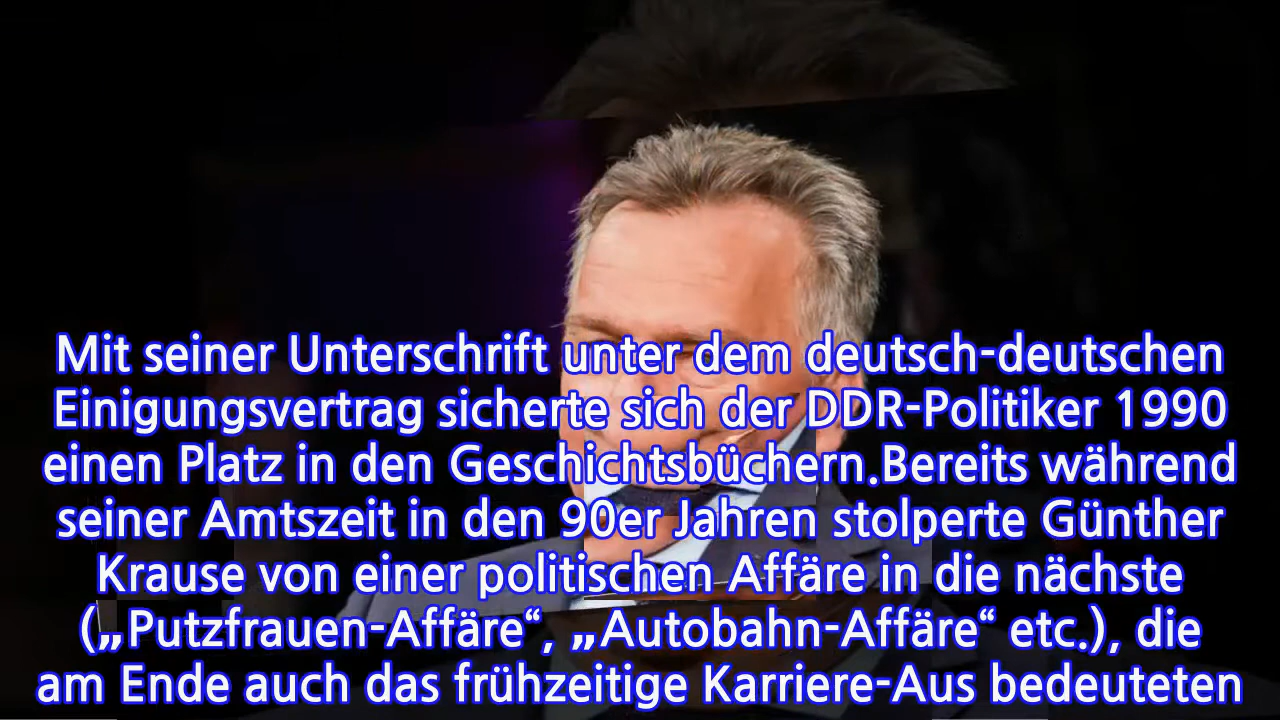 Mit seiner Unterschrift unter dem deutsch-deutschen
Einigungsvertrag sicherte sich der DDR-Politiker 1990
einen Platz in den Geschichtsbüchern.Bereits während
seiner Amtszeit in den 90er Jahren stolperte Günther
Krause von einer politischen Affäre in die nächste
(„Putzfrauen-Affäre“, „Autobahn-Affäre“ etc.), die
am Ende auch das frühzeitige Karriere-Aus bedeuteten